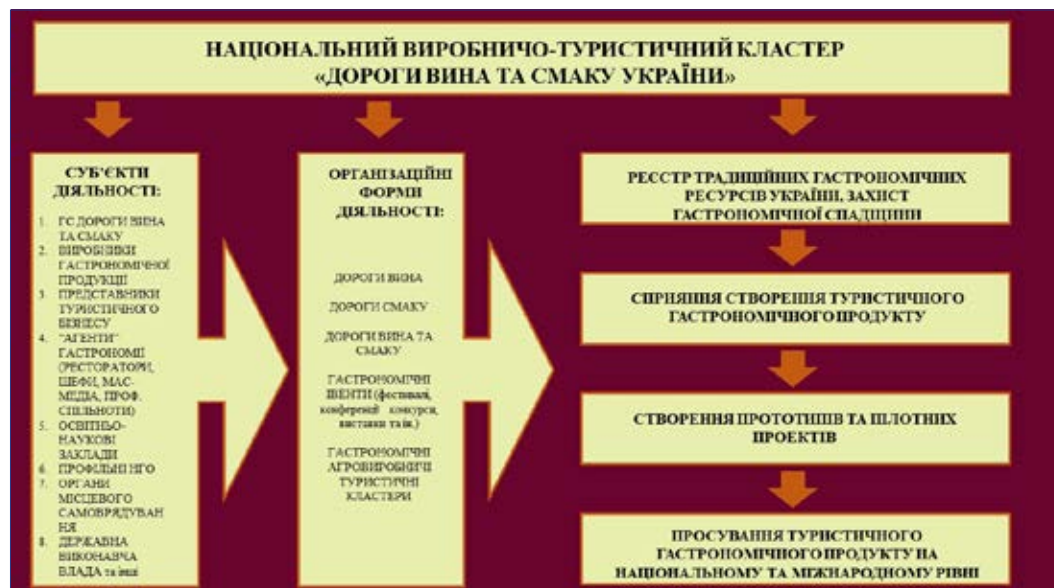 НАЦІОНАЛЬНИЙ ВИРОБНИЧО-ТУРИСТИЧНИЙ КЛАСТЕР
«ДОРОГИ ВИНА ТА СМАКУ УКРАЇНИ»
СУБ'ЄКТИ
ДІЯЛЬНОСТІ:
1. ГС ДОРОГИ ВИНА
ТА СМАКУ
2. ВИРОБНИКИ
ГАСТРОНОМІЧНОЇ
ПРОДУКЦІЇ
3. ПРЕДСТАВНИКИ
ТУРИСТИЧНОГО
БІЗНЕСУ
4. "АГЕНТИ"
ГАСТРОНОМІЇ
(РЕСТОРАТОРИ,
ШЕФИ, МАС-
МЕДІА, ПРОФ.
СПІЛЬНОТИ)
5. ОСВІТНЬО-
НАУКОВІ
ЗАКЛАДИ
6. ПРОФІЛЬНІ НГО
7. ОРГАНИ
МІСЦЕВОГО
САМОВРЯДУВАН
НЯ
8. ДЕРЖАВНА
ВИКОНАВЧА
ВЛАДА та інші
ОРГАНІЗАЦІЙНІ
ФОРМИ
ДІЯЛЬНОСТІ:
ДОРОГИ ВИНА
ДОРОГИ СМАКУ
ДОРОГИ ВИНА ТА
СМАКУ
ГАСТРОНОМІЧНІ
ІВЕНТИ (фестивалі,
конференції конкурси,
виставки та ін.)
ГАСТРОНОМІЧНІ
АГРОВИРОБНИЧІ
ТУРИСТИЧНІ
КЛАСТЕРИ
РЕЄСТР ТРАДИЦІЙНИХ ГАСТРОНОМІЧНИХ
РЕСУРСІВ УКРАЇНИ, ЗАХИСТ
ГАСТРОНОМІЧНОЇ СПАДЩИНИ
СПРИЯННЯ СТВОРЕННЯ ТУРИСТИЧНОГО
ГАСТРОНОМІЧНОГО ПРОДУКТУ
СТВОРЕННЯ ПРОТОТИПІВ ТА ПІЛОТНИХ
ПРОЕКТІВ
ПРОСУВАННЯ ТУРИСТИЧНОГО
ГАСТРОНОМІЧНОГО ПРОДУКТУ НА
НАЦІОНАЛЬНОМУ ТА МІЖНАРОДНОМУ РІВНІ